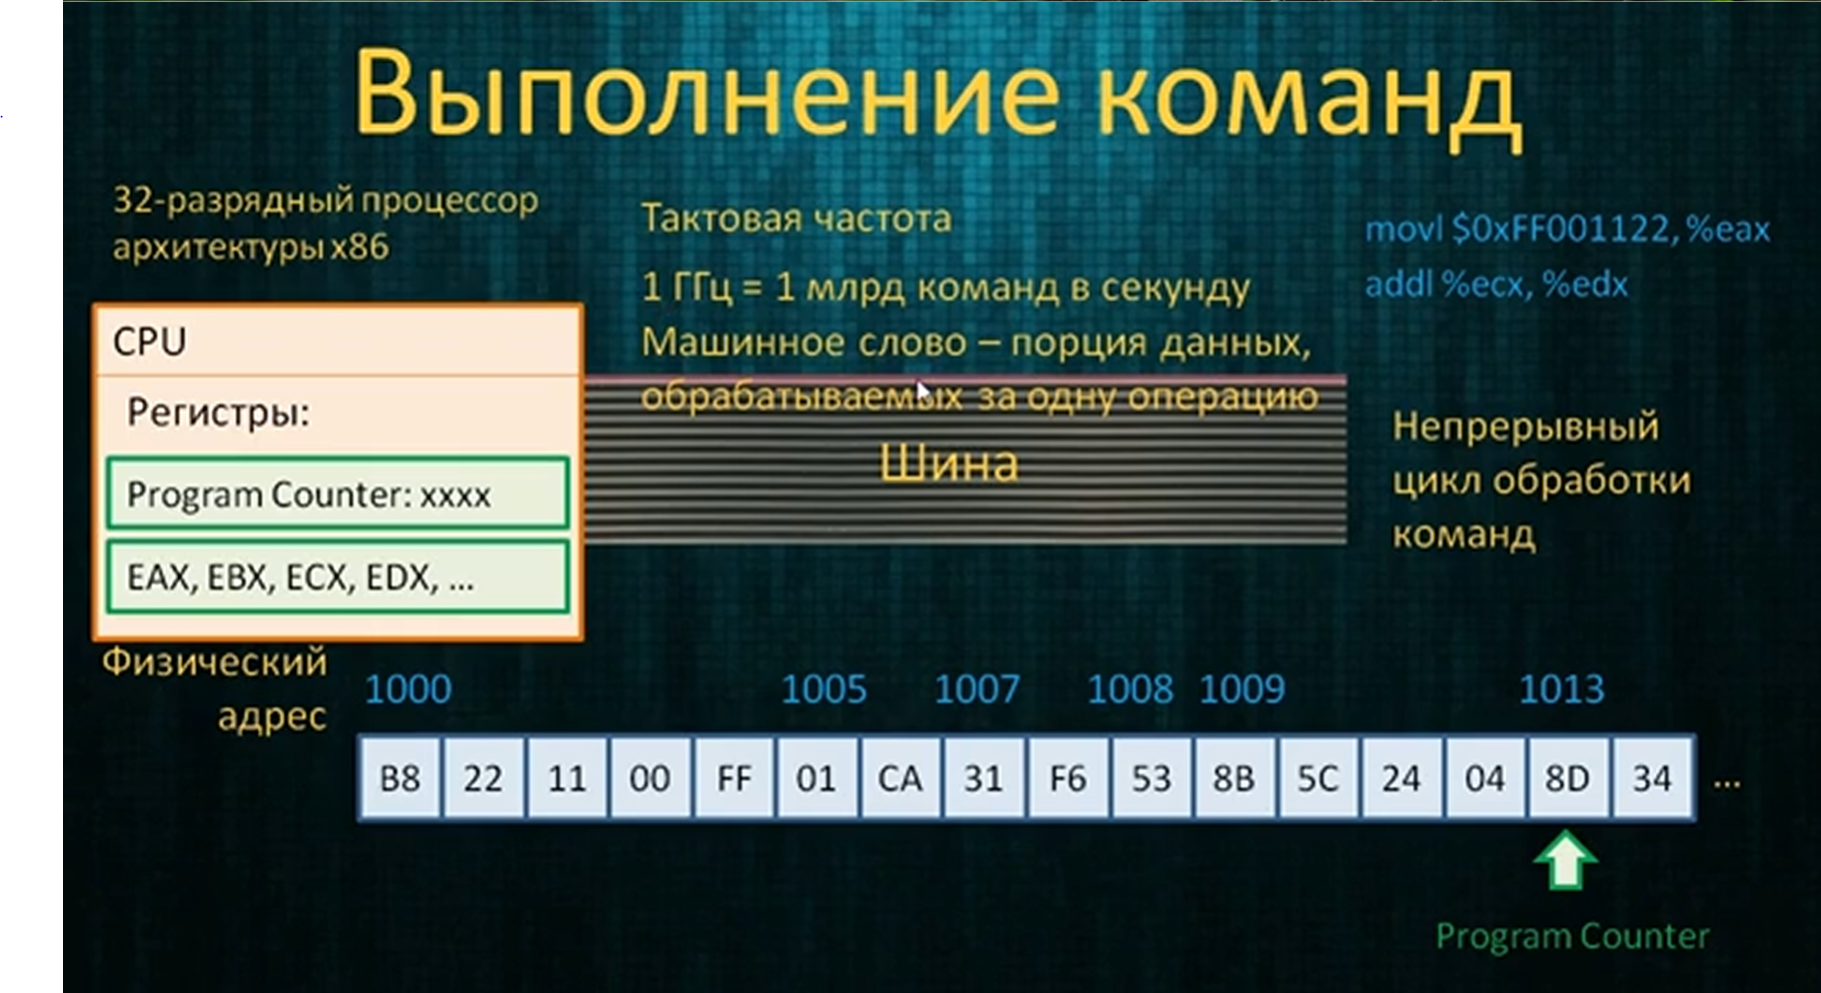 Выполнение команд
32-разрядный процессор
архитектуры x86
CPU
Регистры:
Program Counter: xxxx
EAX, EBX, ECX, EDX, ...
Тактовая частота
1 ГГц = 1 млрд команд в секунду
Машинное слово – порция данных,
обрабатываемых за одну операцию
Шина
movl $0xFF001122, %eax
addl %ecx, %edx
Непрерывный
цикл обработки
команд
Физический
адрес
1000 1005 1007 1008 1009 1013
B8 22 11 00 FF 01 CA 31 F6 53 8B 5C 24 04 8D 34 ...
Program Counter